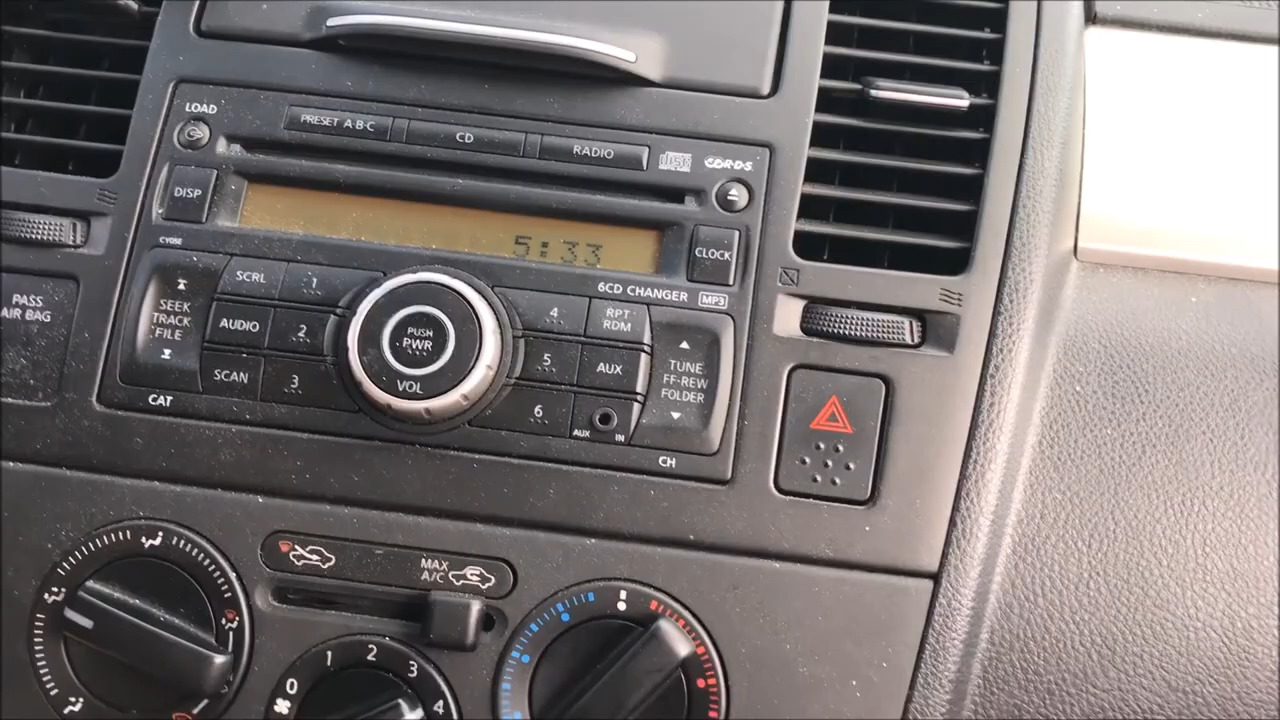 LOAD
PRESET A·B·C
CD
RADIO
DISP
5:33
CLOCK
CY05E
6CD CHANGER MP3
PASS
AIR BAG
SEEK
TRACK
FILE
SCRL
1
AUDIO
2
SCAN
3
PUSH
PWR
VOL
4
RPT
RDM
5
AUX
6
AUX IN
TUNE
FF·REW
FOLDER
CAT
CH
MAX
A/C
0
1
2
3
4